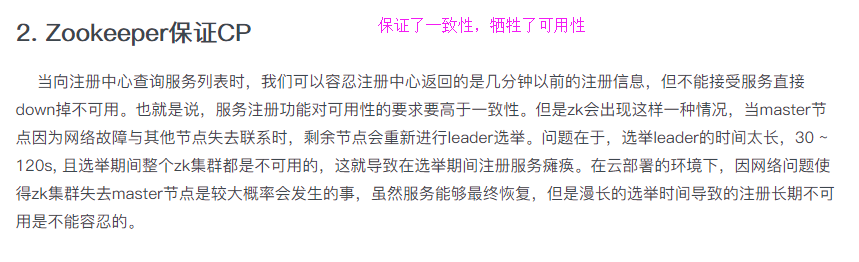 2. Zookeeper保证CP
保证了一致性，牺牲了可用性
当向注册中心查询服务列表时，我们可以容忍注册中心返回的是几分钟以前的注册信息，但不能接受服务直接
down掉不可用。也就是说，服务注册功能对可用性的要求要高于一致性。但是zk会出现这样一种情况，当master节
点因为网络故障与其他节点失去联系时，剩余节点会重新进行leader选举。问题在于，选举leader的时间太长，30 ~
120s, 且选举期间整个zk集群都是不可用的，这就导致在选举期间注册服务瘫痪。在云部署的环境下，因网络问题使
得zk集群失去master节点是较大概率会发生的事，虽然服务能够最终恢复，但是漫长的选举时间导致的注册长期不可
用是不能容忍的。